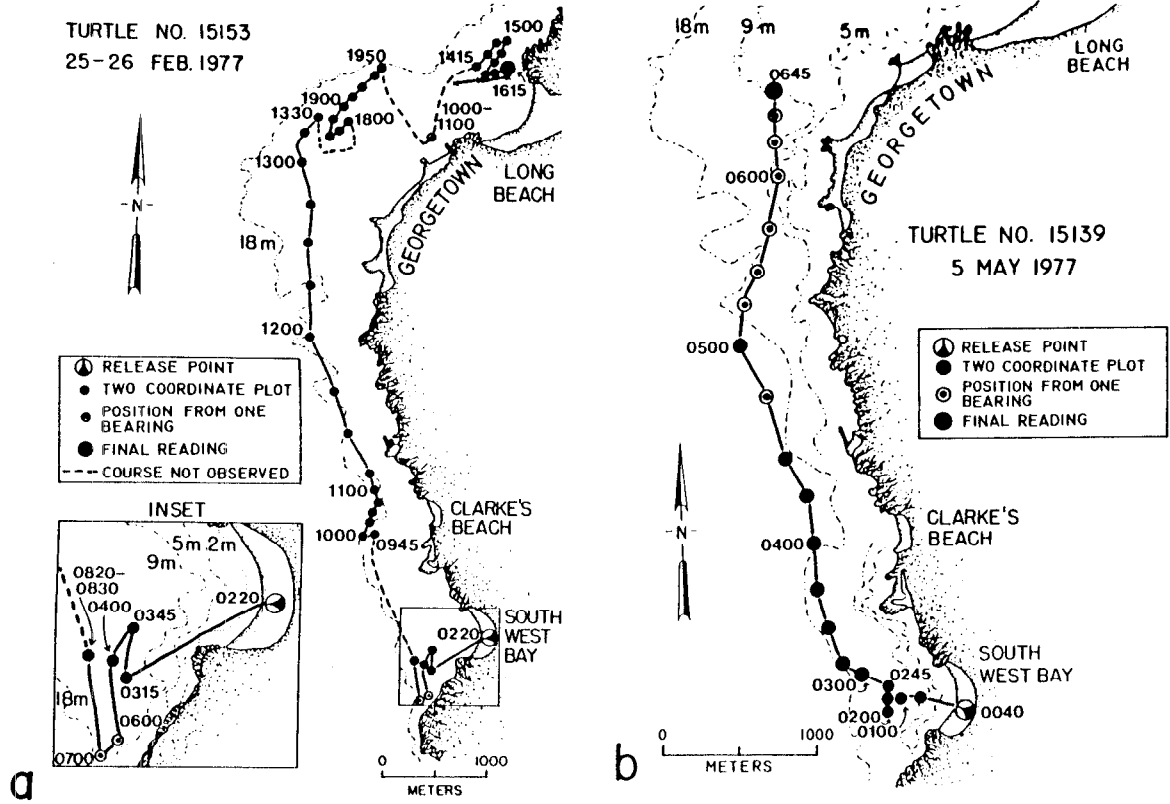 TURTLE NO. 15153
25-26 FEB. 1977
1500
1415
1950
1615
1900
1330
1800
1000-
1100
1300
LONG
BEACH
GEORGETOWN
N
18m
1200
RELEASE POINT
TWO COORDINATE PLOT
POSITION FROM ONE
BEARING
FINAL READING
COURSE NOT OBSERVED
1100
1000
0945
CLARKE'S
BEACH
INSET
5m 2m
9m
0820-
0830
0400
0345
0220
0315
18m
0600
0700
0220
SOUTH
WEST
BAY
0
1000
METERS
a
18m
9m
5m
LONG
BEACH
0645
GEORGETOWN
0600
TURTLE NO. 15139
5 MAY 1977
0500
RELEASE POINT
TWO COORDINATE PLOT
POSITION FROM ONE
BEARING
FINAL READING
N
CLARKE'S
BEACH
0400
SOUTH
WEST BAY
0300
0245
0200
0100
0040
0
1000
METERS
b